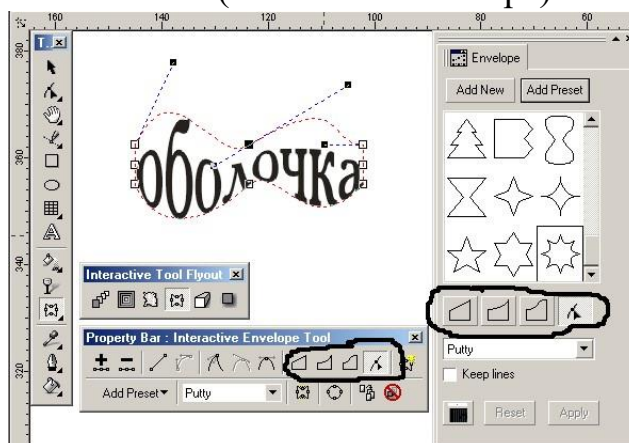 160 140 120 100 80 60
380
T.. x
Envelope
Add New Add Preset
360
оболочка
340
Interactive Tool Flyout x
Property Bar : Interactive Envelope Tool x
320
Putty
Add Preset Putty
Keep lines
Reset Apply